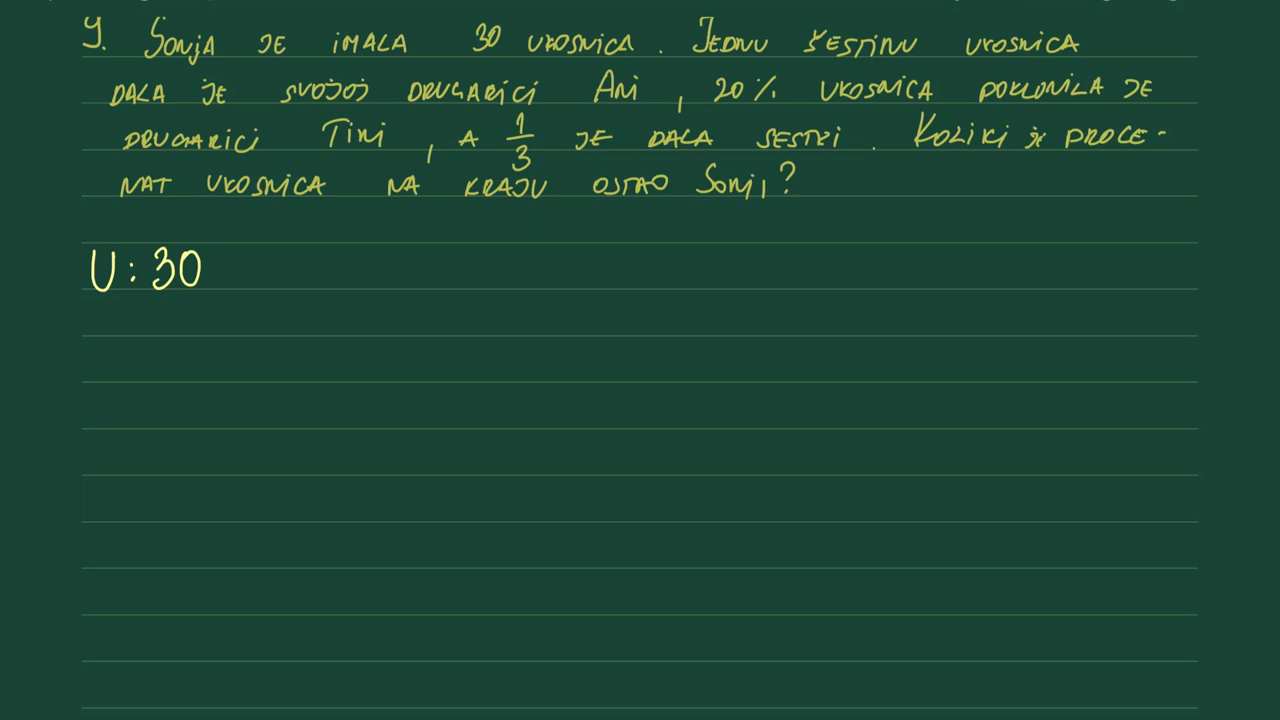 9. Sonja je imala 30 ukosnica. Jednu šestinu ukosnica
dala je svojoj drugarici Ani, 20% ukosnica poklonila je
drugarici Tini, a 1/3 je dala sestri. Koliki je proce-
nat ukosnica na kraju ostao Sonji?
U: 30